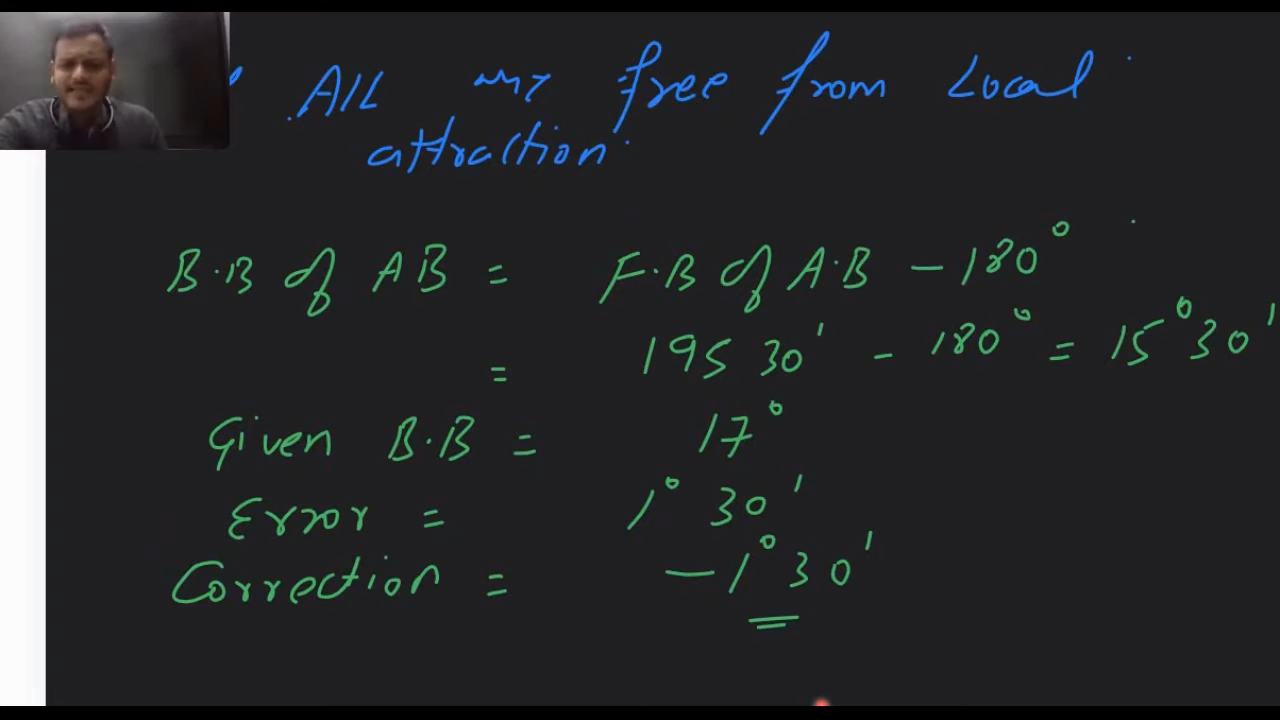 All are free from Local
attraction.
B.B of AB = F.B of A.B - 180°
= 195 30' - 180° = 15° 30'
Given B.B = 17°
Error = 1° 30'
Correction = -1° 30'